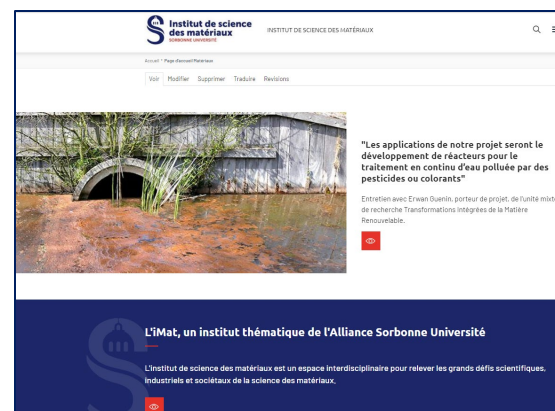 Institut de science
des matériaux
SORBONNE UNIVERSITÉ
INSTITUT DE SCIENCE DES MATÉRIAUX
Accueil > Page d'accueil Matériaux
Voir Modifier Supprimer Traduire Revisions
"Les applications de notre projet seront le
développement de réacteurs pour le
traitement en continu d'eau polluée par des
pesticides ou colorants"
Entretien avec Erwan Guenin, porteur de projet, de l'unité mixte
de recherche Transformations Intégrées de la Matière
Renouvelable.
L'iMat, un institut thématique de l'Alliance Sorbonne Université
L'institut de science des matériaux est un espace interdisciplinaire pour relever les grands défis scientifiques,
industriels et sociétaux de la science des matériaux.